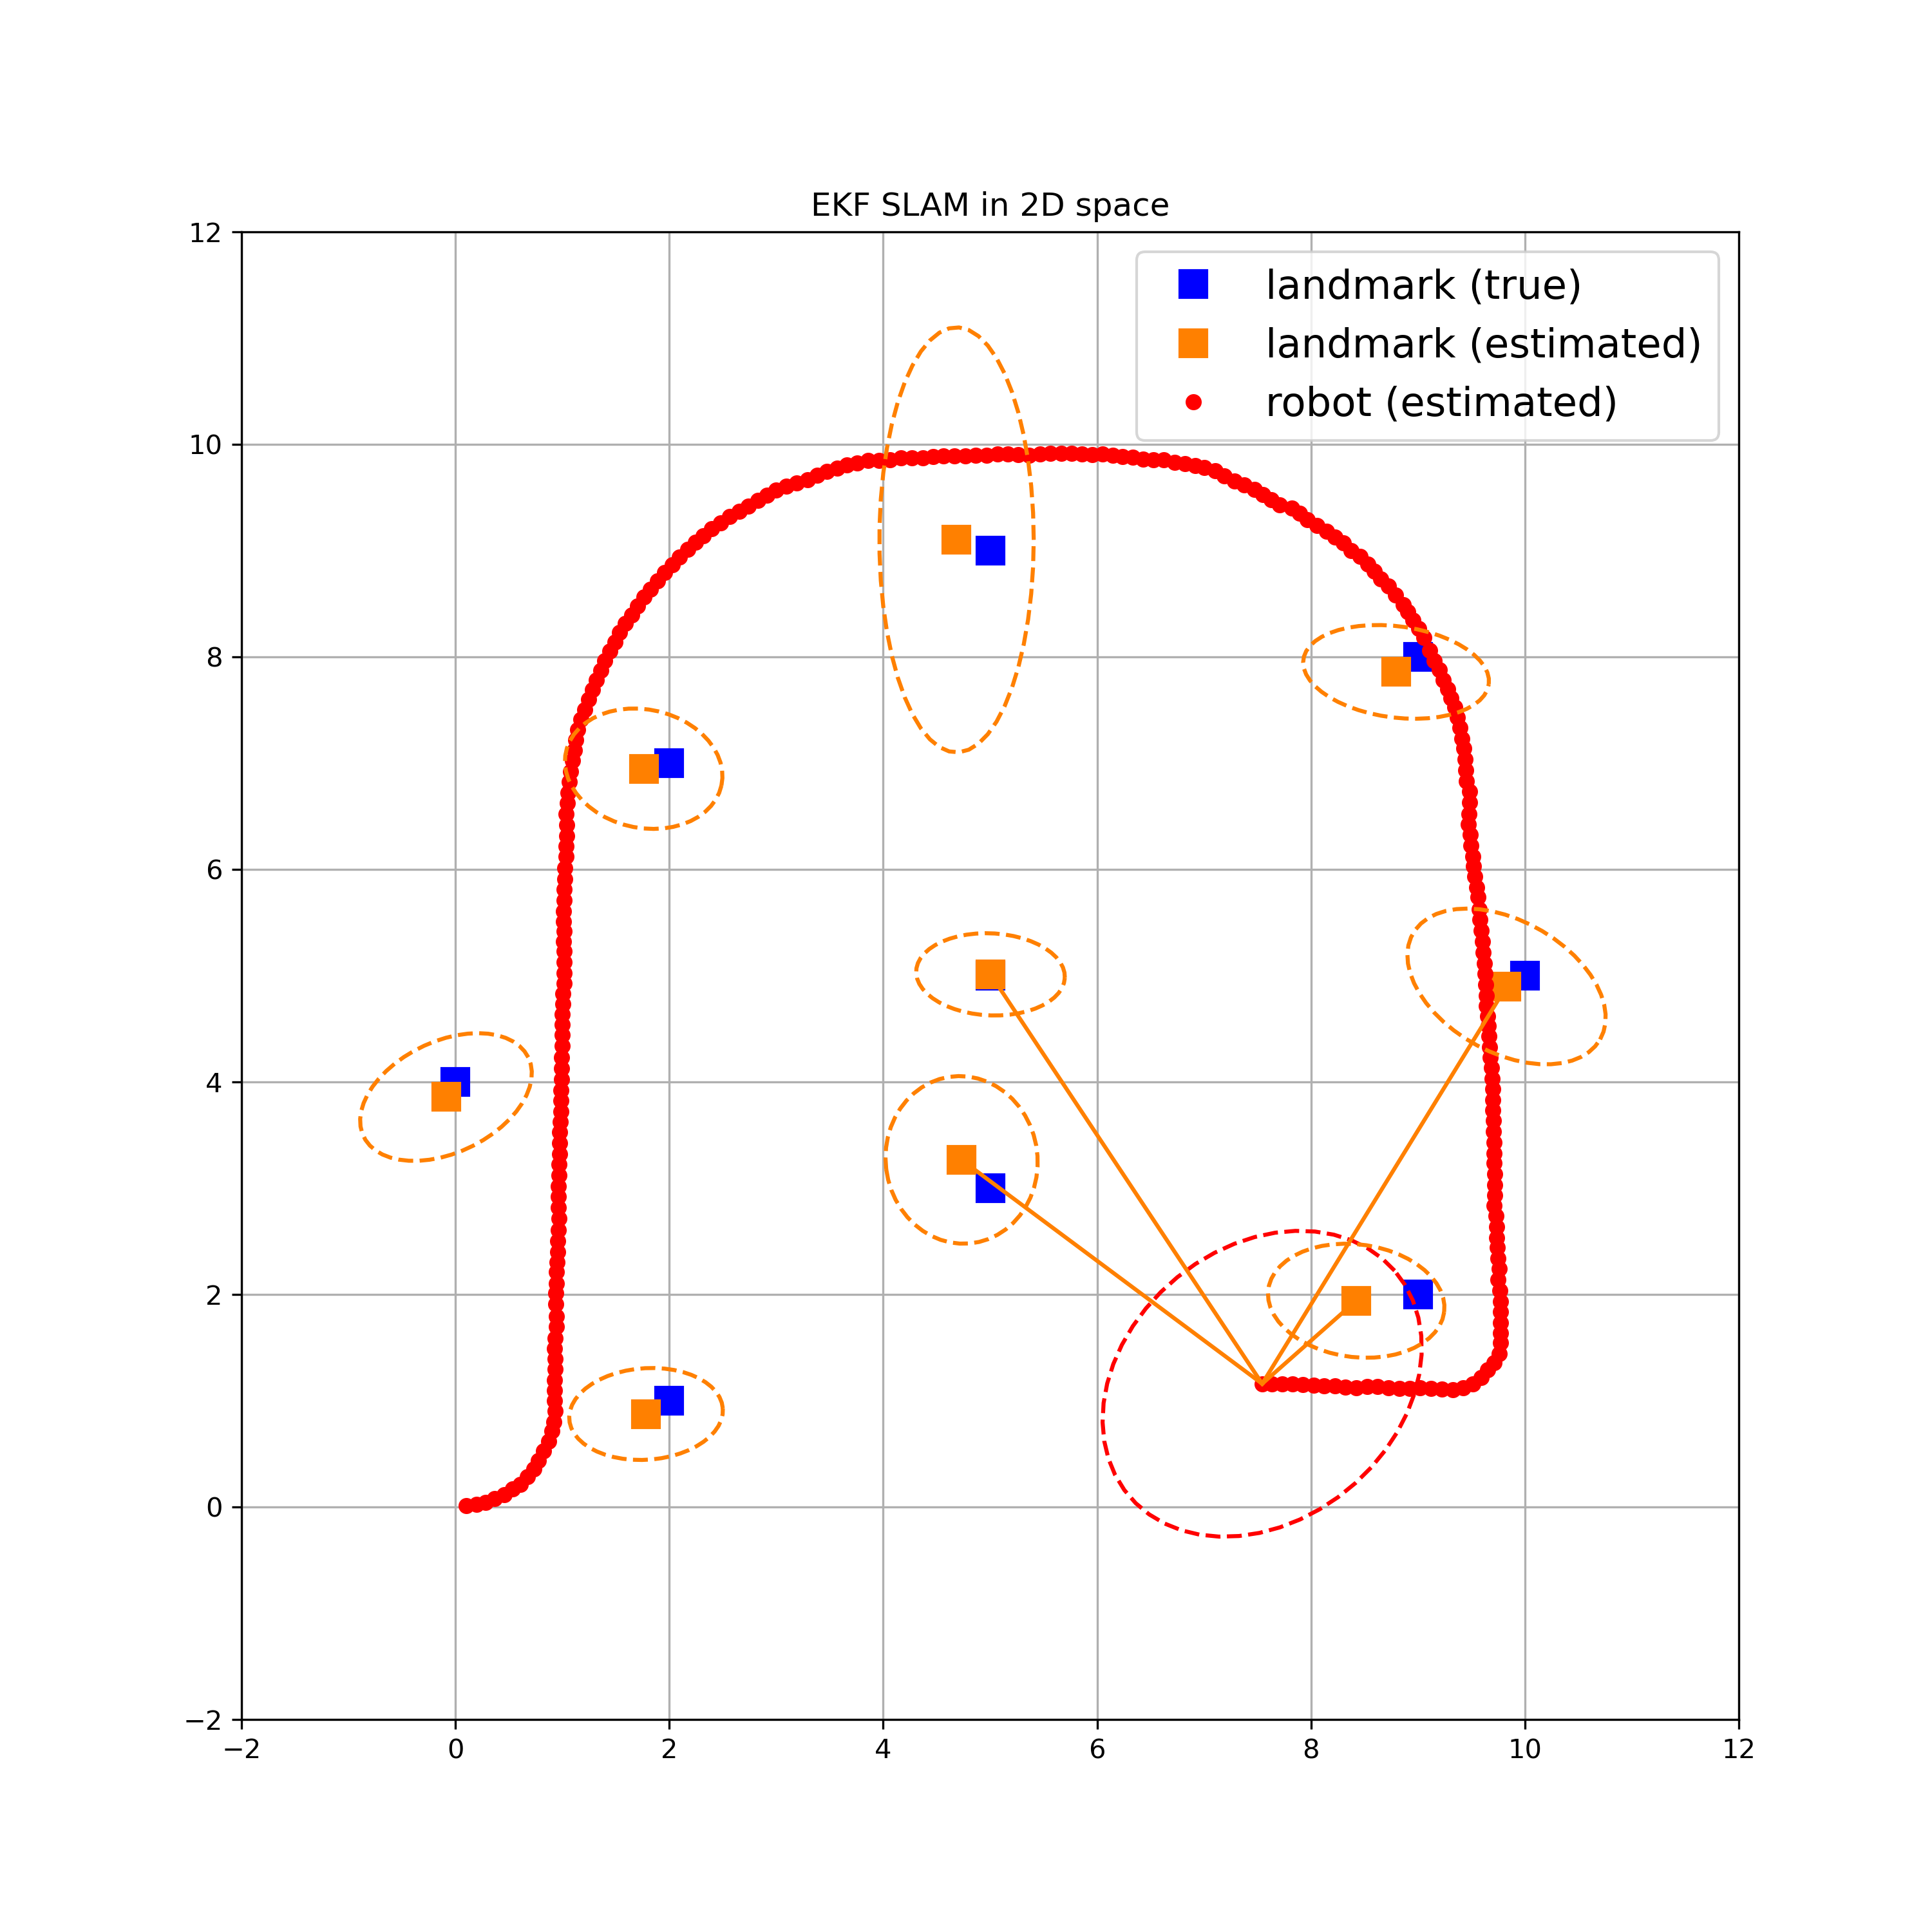 EKF SLAM in 2D space
12
landmark (true)
landmark (estimated)
robot (estimated)
10
8
6
4
2
0
−2
−2 0 2 4 6 8 10 12